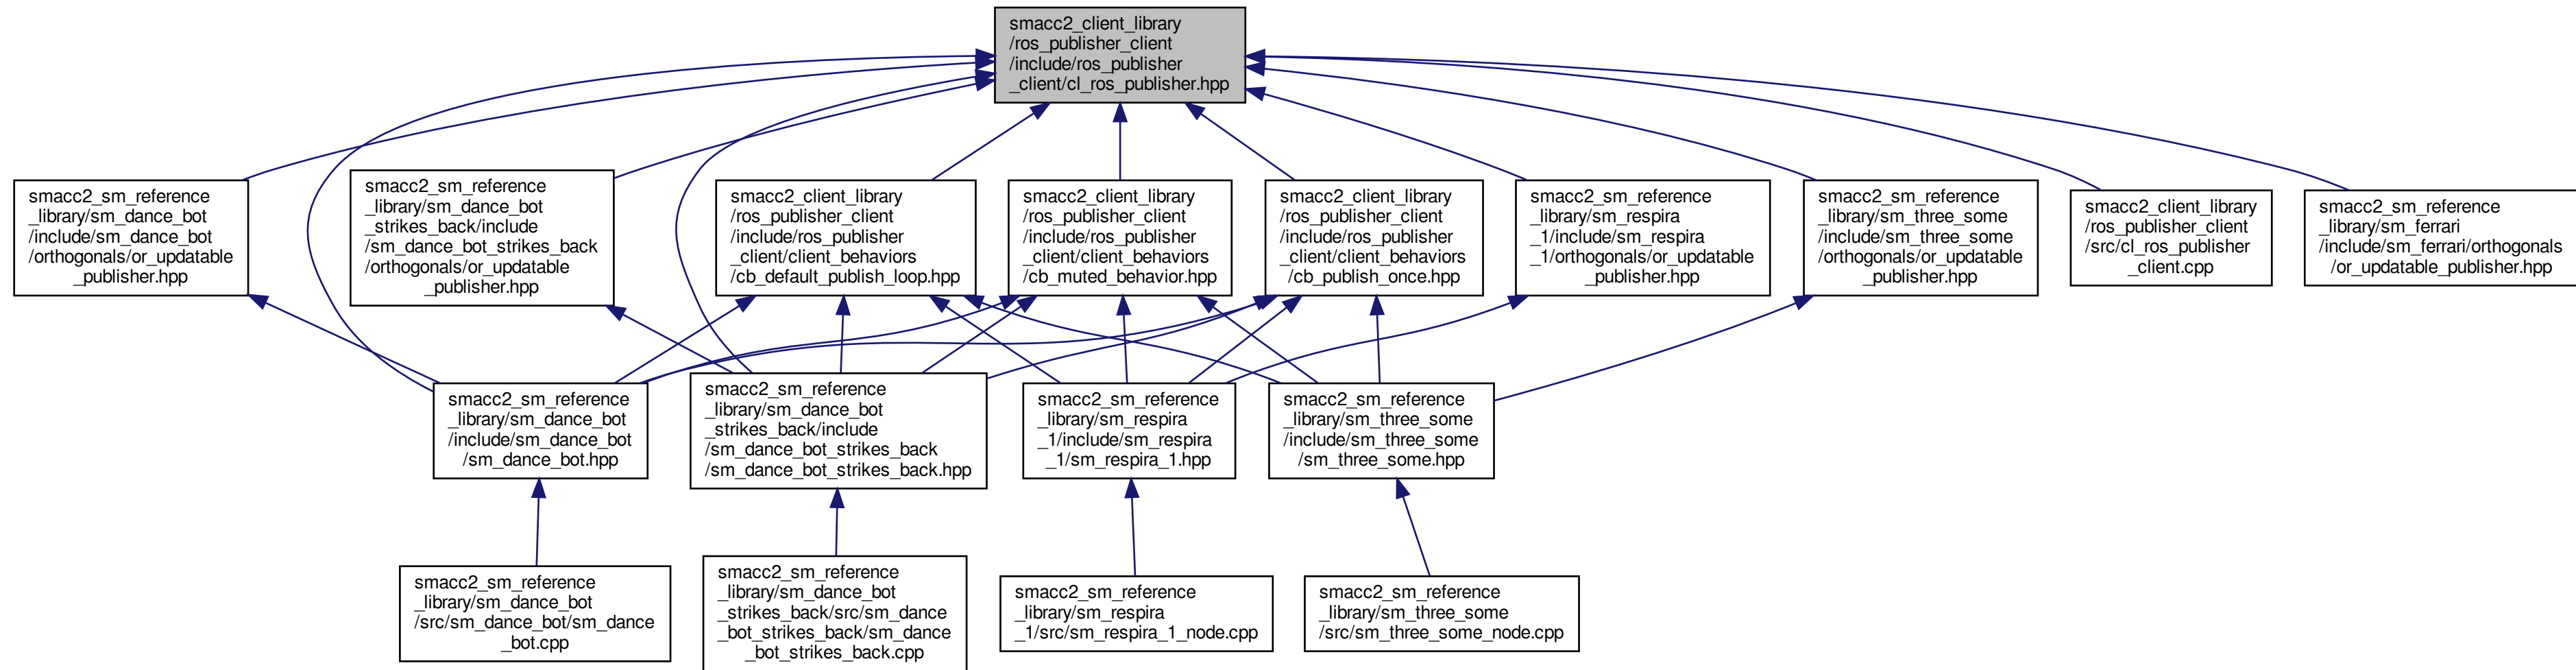 smacc2_client_library
/ros_publisher_client
/include/ros_publisher
_client/cl_ros_publisher.hpp
smacc2_sm_reference
_library/sm_dance_bot
/include/sm_dance_bot
/orthogonals/or_updatable
_publisher.hpp
smacc2_sm_reference
_library/sm_dance_bot
_strikes_back/include
/sm_dance_bot_strikes_back
/orthogonals/or_updatable
_publisher.hpp
smacc2_client_library
/ros_publisher_client
/include/ros_publisher
_client/client_behaviors
/cb_default_publish_loop.hpp
smacc2_client_library
/ros_publisher_client
/include/ros_publisher
_client/client_behaviors
/cb_muted_behavior.hpp
smacc2_client_library
/ros_publisher_client
/include/ros_publisher
_client/client_behaviors
/cb_publish_once.hpp
smacc2_sm_reference
_library/sm_respira
_1/include/sm_respira
_1/orthogonals/or_updatable
_publisher.hpp
smacc2_sm_reference
_library/sm_three_some
/include/sm_three_some
/orthogonals/or_updatable
_publisher.hpp
smacc2_client_library
/ros_publisher_client
/src/cl_ros_publisher
_client.cpp
smacc2_sm_reference
_library/sm_ferrari
/include/sm_ferrari/orthogonals
/or_updatable_publisher.hpp
smacc2_sm_reference
_library/sm_dance_bot
/include/sm_dance_bot
/sm_dance_bot.hpp
smacc2_sm_reference
_library/sm_dance_bot
_strikes_back/include
/sm_dance_bot_strikes_back
/sm_dance_bot_strikes_back.hpp
smacc2_sm_reference
_library/sm_respira
_1/include/sm_respira
_1/sm_respira_1.hpp
smacc2_sm_reference
_library/sm_three_some
/include/sm_three_some
/sm_three_some.hpp
smacc2_sm_reference
_library/sm_dance_bot
/src/sm_dance_bot/sm_dance
_bot.cpp
smacc2_sm_reference
_library/sm_dance_bot
_strikes_back/src/sm_dance
_bot_strikes_back/sm_dance
_bot_strikes_back.cpp
smacc2_sm_reference
_library/sm_respira
_1/src/sm_respira_1_node.cpp
smacc2_sm_reference
_library/sm_three_some
/src/sm_three_some_node.cpp